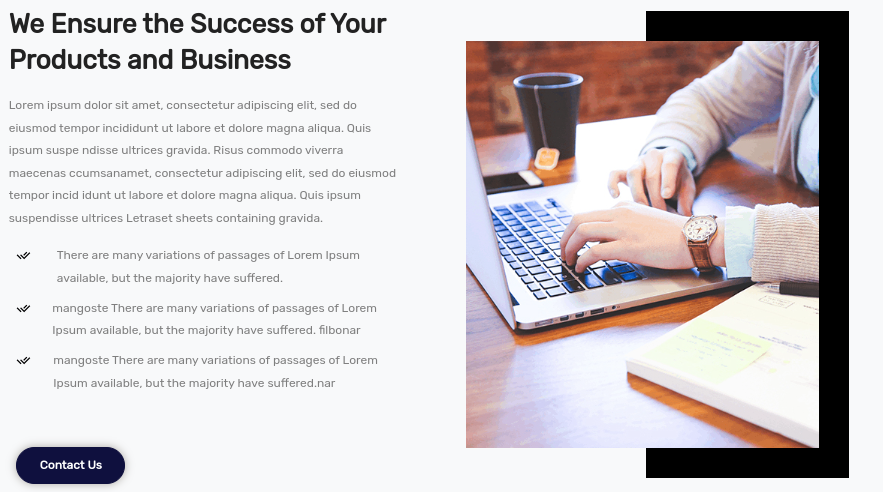 We Ensure the Success of Your
Products and Business
Lorem ipsum dolor sit amet, consectetur adipiscing elit, sed do
eiusmod tempor incididunt ut labore et dolore magna aliqua. Quis
ipsum suspe ndisse ultrices gravida. Risus commodo viverra
maecenas ccumsanamet, consectetur adipiscing elit, sed do eiusmod
tempor incid idunt ut labore et dolore magna aliqua. Quis ipsum
suspendisse ultrices Letraset sheets containing gravida.
There are many variations of passages of Lorem Ipsum
available, but the majority have suffered.
mangoste There are many variations of passages of Lorem
Ipsum available, but the majority have suffered. filbonar
mangoste There are many variations of passages of Lorem
Ipsum available, but the majority have suffered.nar
Contact Us